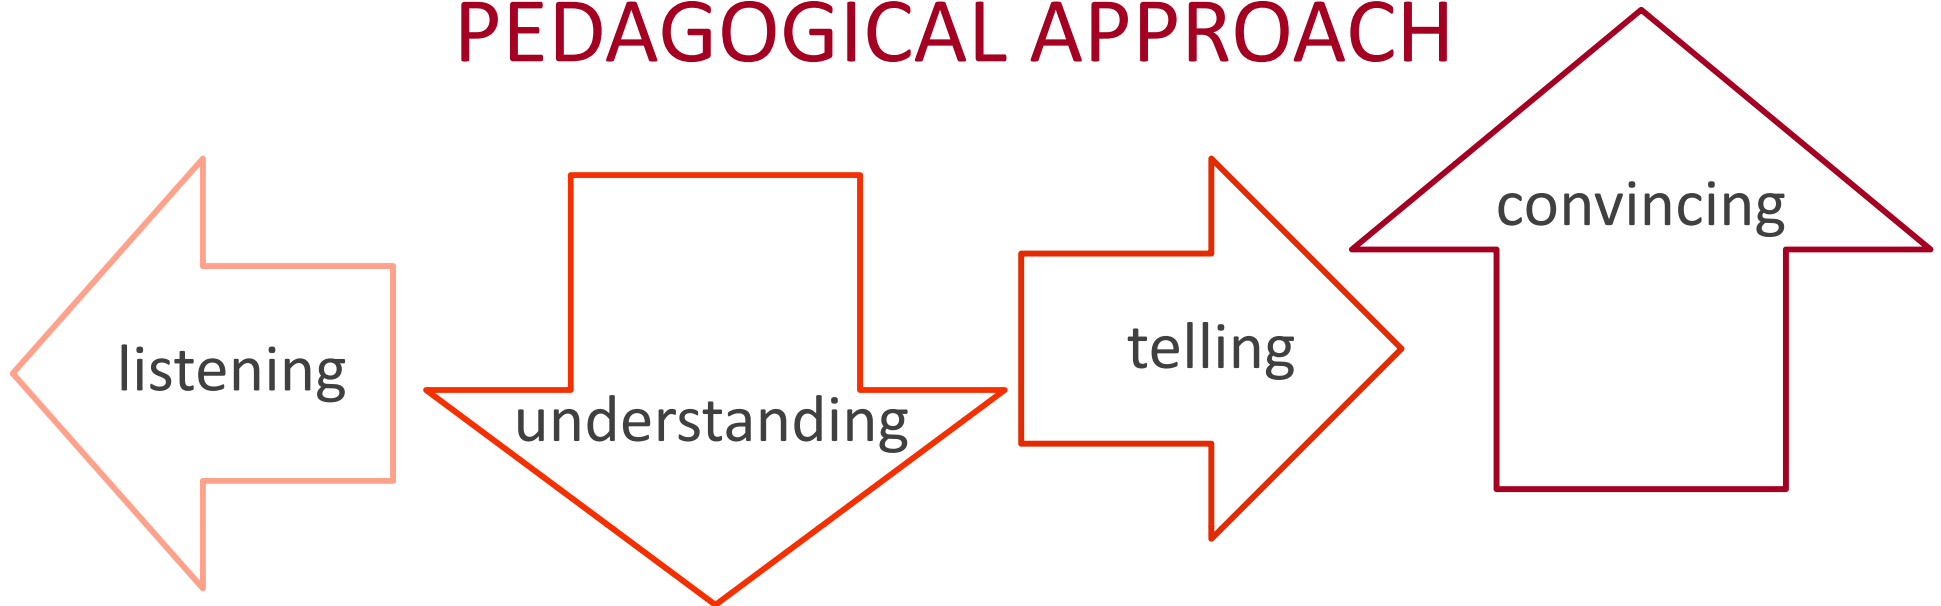 PEDAGOGICAL APPROACH
listening
understanding
telling
convincing